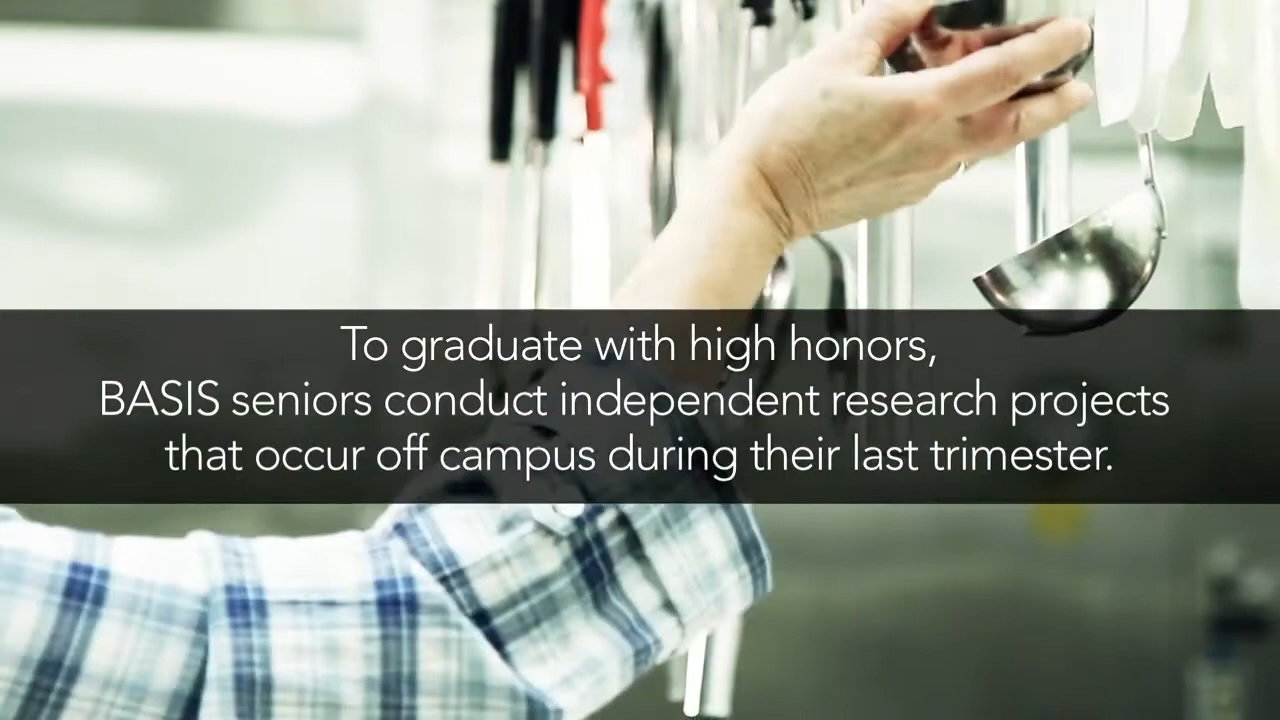 To graduate with high honors,
BASIS seniors conduct independent research projects
that occur off campus during their last trimester.